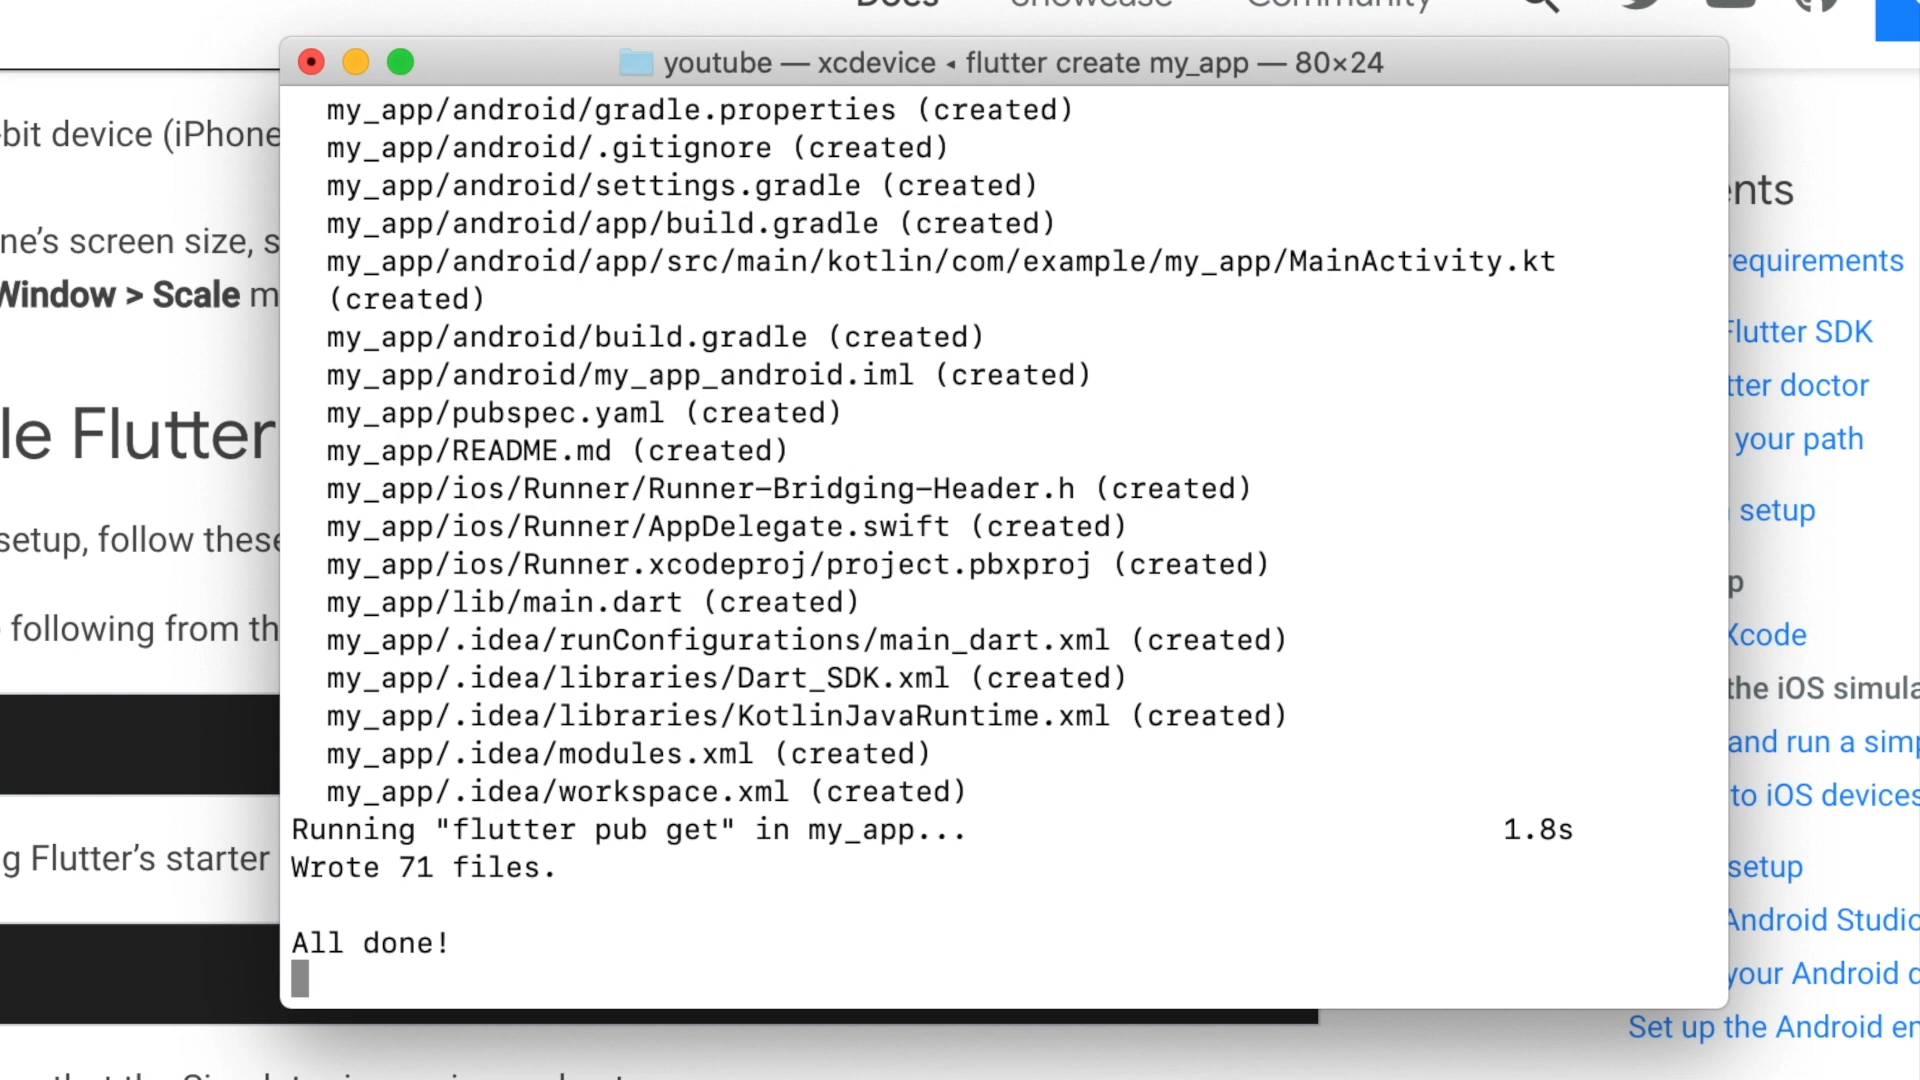 Docs Showcase Community
youtube — xcdevice ◂ flutter create my_app — 80×24
my_app/android/gradle.properties (created)
my_app/android/.gitignore (created)
my_app/android/settings.gradle (created)
my_app/android/app/build.gradle (created)
my_app/android/app/src/main/kotlin/com/example/my_app/MainActivity.kt
(created)
my_app/android/build.gradle (created)
my_app/android/my_app_android.iml (created)
my_app/pubspec.yaml (created)
my_app/README.md (created)
my_app/ios/Runner/Runner-Bridging-Header.h (created)
my_app/ios/Runner/AppDelegate.swift (created)
my_app/ios/Runner.xcodeproj/project.pbxproj (created)
my_app/lib/main.dart (created)
my_app/.idea/runConfigurations/main_dart.xml (created)
my_app/.idea/libraries/Dart_SDK.xml (created)
my_app/.idea/libraries/KotlinJavaRuntime.xml (created)
my_app/.idea/modules.xml (created)
my_app/.idea/workspace.xml (created)
Running "flutter pub get" in my_app... 1.8s
Wrote 71 files.
All done!
-bit device (iPhone
ne’s screen size, s
Window > Scale m
le Flutter
setup, follow these
following from th
g Flutter’s starter
ents
requirements
Flutter SDK
tter doctor
your path
setup
p
Xcode
the iOS simula
and run a simp
to iOS devices
setup
Android Studio
your Android d
Set up the Android en